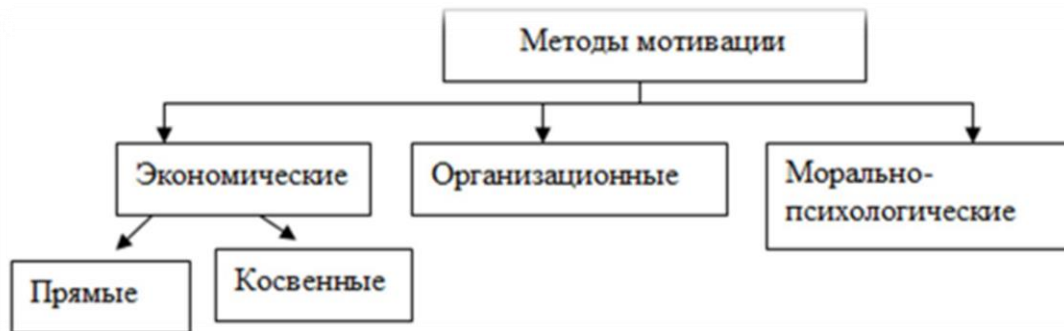 Методы мотивации
Экономические
Организационные
Морально-
психологические
Прямые
Косвенные